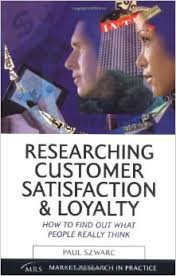 RESEARCHING
CUSTOMER
SATISFACTION
& LOYALTY
HOW TO FIND OUT WHAT
PEOPLE REALLY THINK
PAUL SZWARC
MRS MARKET RESEARCH IN PRACTICE